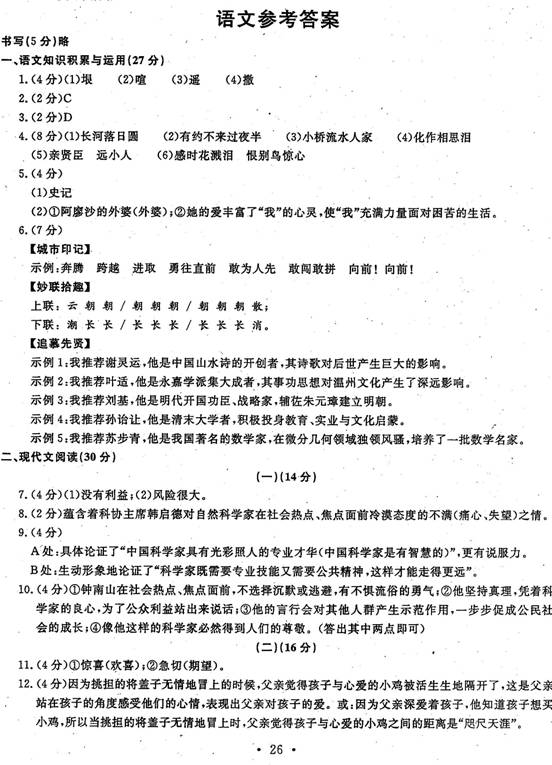 语文参考答案
书写(5分)略
一、语文知识积累与运用(27分)
1.(4分)(1)垠 (2)喧 (3)遥 (4)撒
2.(2分)C
3.(2分)D
4.(8分)(1)长河落日圆 (2)有约不来过夜半 (3)小桥流水人家 (4)化作相思泪
(5)亲贤臣 远小人 (6)感时花溅泪 恨别鸟惊心
5.(4分)
(1)史记
(2)①阿廖沙的外婆(外婆);②她的爱丰富了“我”的心灵,使“我”充满力量面对困苦的生活。
6.(7分)
【城市印记】
示例:奔腾 跨越 进取 勇往直前 敢为人先 敢闯敢拼 向前!向前!
【妙联拾趣】
上联:云朝朝/朝朝朝/朝朝朝散;
下联:潮长长/长长长/长长长消。
【追慕先贤】
示例1:我推荐谢灵运,他是中国山水诗的开创者,其诗歌对后世产生巨大的影响。
示例2:我推荐叶适,他是永嘉学派集大成者,其事功思想对温州文化产生了深远影响。
示例3:我推荐刘基,他是明代开国功臣、战略家,辅佐朱元璋建立明朝。
示例4:我推荐孙诒让,他是清末大学者,积极投身教育、实业与文化启蒙。
示例5:我推荐苏步青,他是我国著名的数学家,在微分几何领域独领风骚,培养了一批数学名家。
二、现代文阅读(30分)
(一)(14分)
7.(4分)(1)没有利益;(2)风险很大。
8.(2分)蕴含着科协主席韩启德对自然科学家在社会热点、焦点面前冷漠态度的不满(痛心、失望)之情。
9.(4分)
A处:具体论证了“中国科学家具有光彩照人的专业才华(中国科学家是有智慧的)”,更有说服力。
B处:生动形象地论证了“科学家既需要专业技能又需要公共精神,这样才能走得更远”。
10.(4分)①钟南山在社会热点、焦点面前,不选择沉默或逃避,有不惧流俗的勇气;②他坚持真理,凭着科
学家的良心,为了公众利益站出来说话;③他的言行会对其他人群产生示范作用,一步步促成公民社
会的成长;④像他这样的科学家必然得到人们的尊敬。(答出其中两点即可)
(二)(16分)
11.(4分)①惊喜(欢喜);②急切(期望)。
12.(4分)因为挑担的将盖子无情地冒上的时候,父亲觉得孩子与心爱的小鸡被活生生地隔开了,这是父亲
站在孩子的角度感受他们的心情,表现出父亲对孩子的爱。或:因为父亲深爱着孩子,他知道孩子想买
小鸡,所以当挑担的将盖子无情地冒上时,父亲觉得孩子与心爱的小鸡之间的距离是“咫尺天涯”。
• 26 •